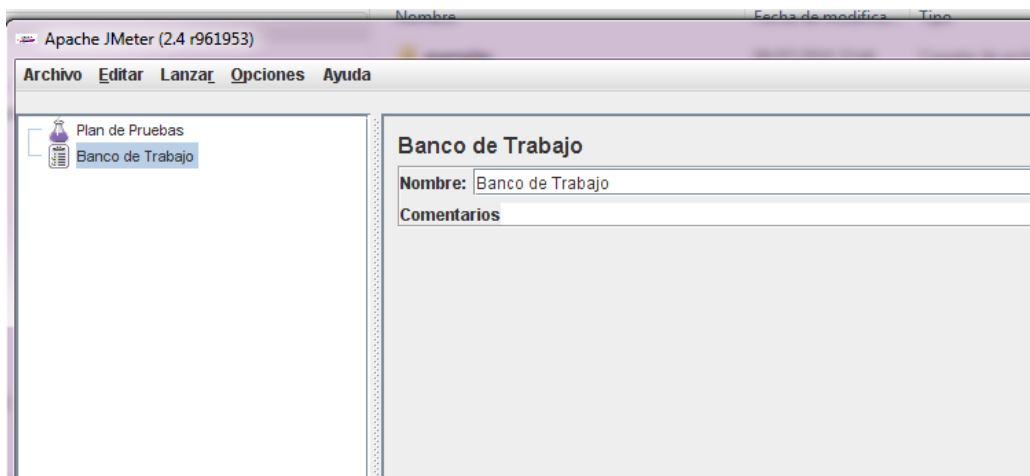 Nombre Fecha de modifica... Tipo
Apache JMeter (2.4 r961953)
Archivo Editar Lanzar Opciones Ayuda
Plan de Pruebas
Banco de Trabajo
Banco de Trabajo
Nombre: Banco de Trabajo
Comentarios